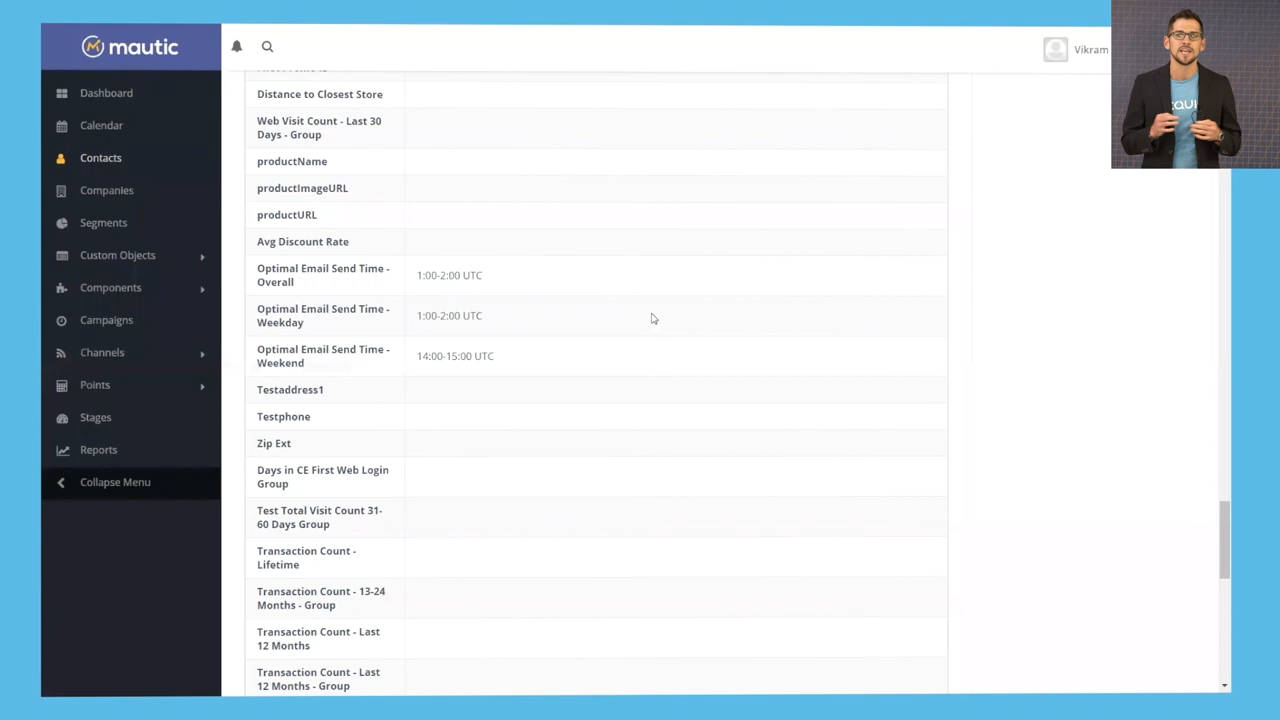 mautic
Vikram
Dashboard
Calendar
Contacts
Companies
Segments
Custom Objects
Components
Campaigns
Channels
Points
Stages
Reports
Collapse Menu
Distance to Closest Store
Web Visit Count - Last 30
Days - Group
productName
productImageURL
productURL
Avg Discount Rate
Optimal Email Send Time -
Overall
1:00-2:00 UTC
Optimal Email Send Time -
Weekday
1:00-2:00 UTC
Optimal Email Send Time -
Weekend
14:00-15:00 UTC
Testaddress1
Testphone
Zip Ext
Days in CE First Web Login
Group
Test Total Visit Count 31-
60 Days Group
Transaction Count -
Lifetime
Transaction Count - 13-24
Months - Group
Transaction Count - Last
12 Months
Transaction Count - Last
12 Months - Group